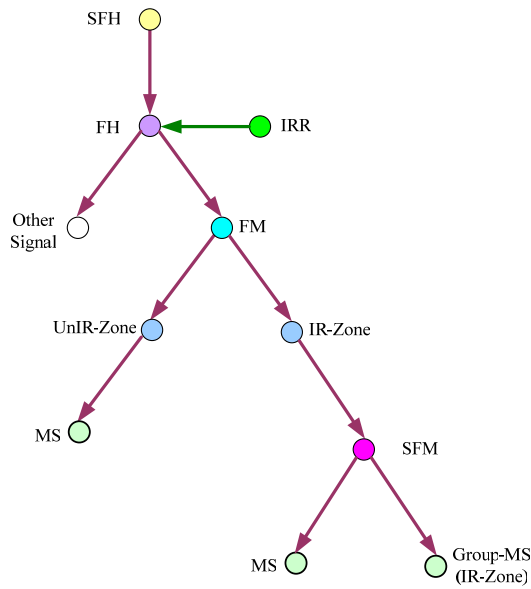 SFH
FH
IRR
Other
Signal
FM
UnIR-Zone
IR-Zone
MS
SFM
MS
Group-MS
(IR-Zone)